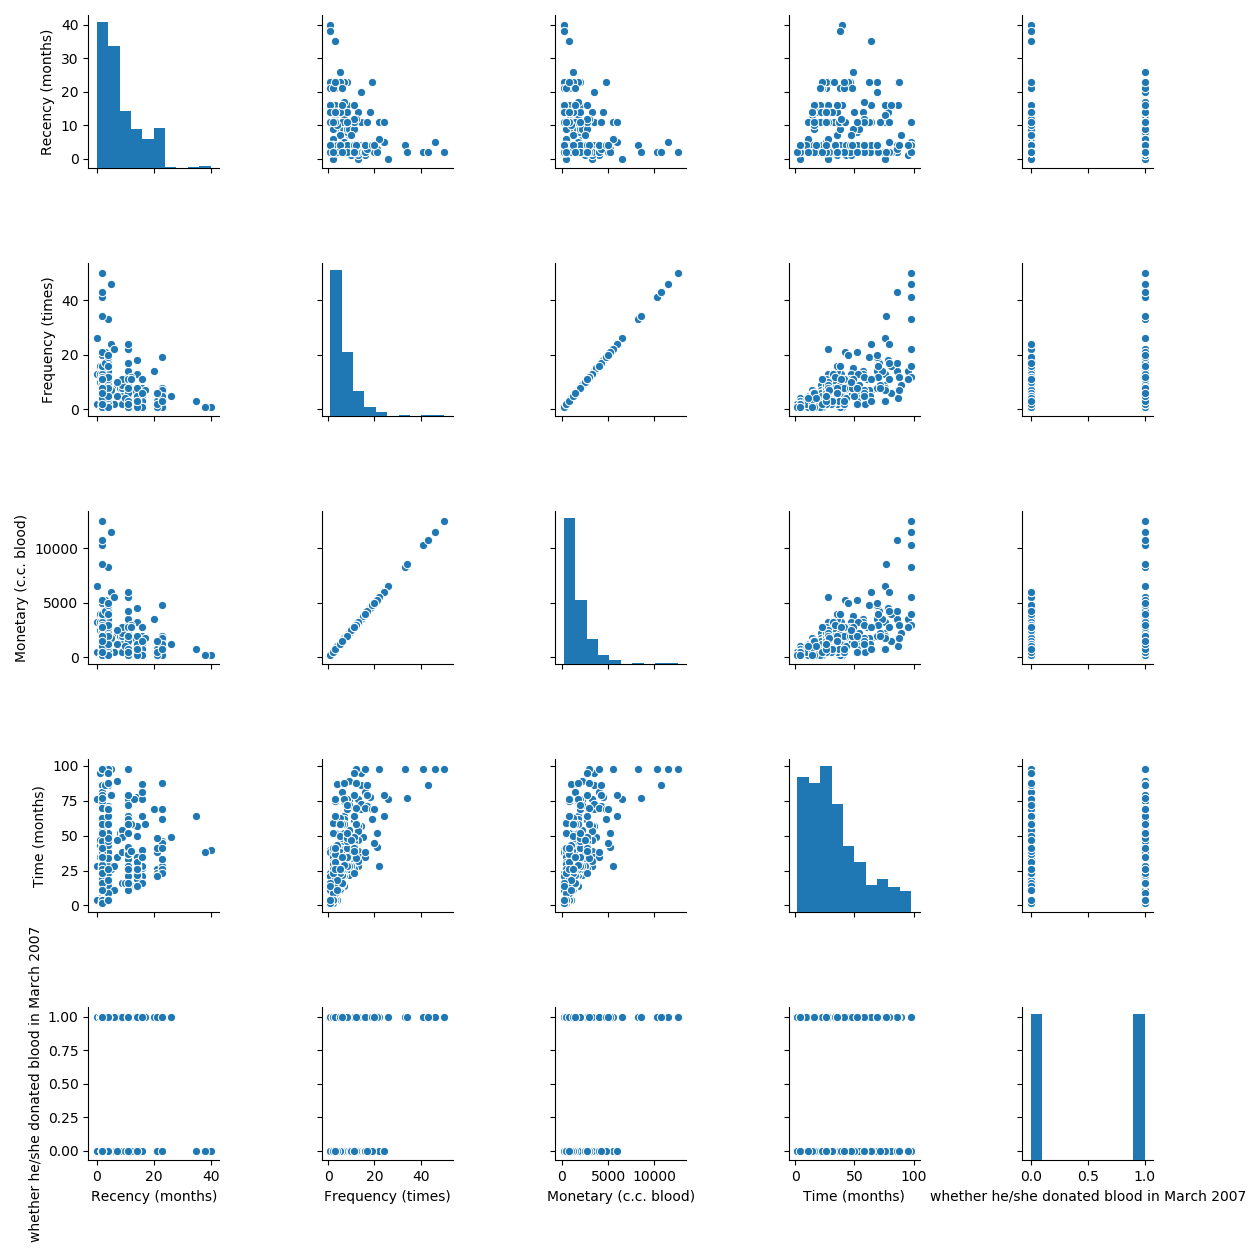 40
30
20
10
0
Recency (months)
40
20
0
Frequency (times)
10000
5000
0
Monetary (c.c. blood)
100
75
50
25
0
Time (months)
1.00
0.75
0.50
0.25
0.00
whether he/she donated blood in March 2007
0 20 40
Recency (months)
0 20 40
Frequency (times)
0 5000 10000
Monetary (c.c. blood)
0 50 100
Time (months)
0.0 0.5 1.0
whether he/she donated blood in March 2007